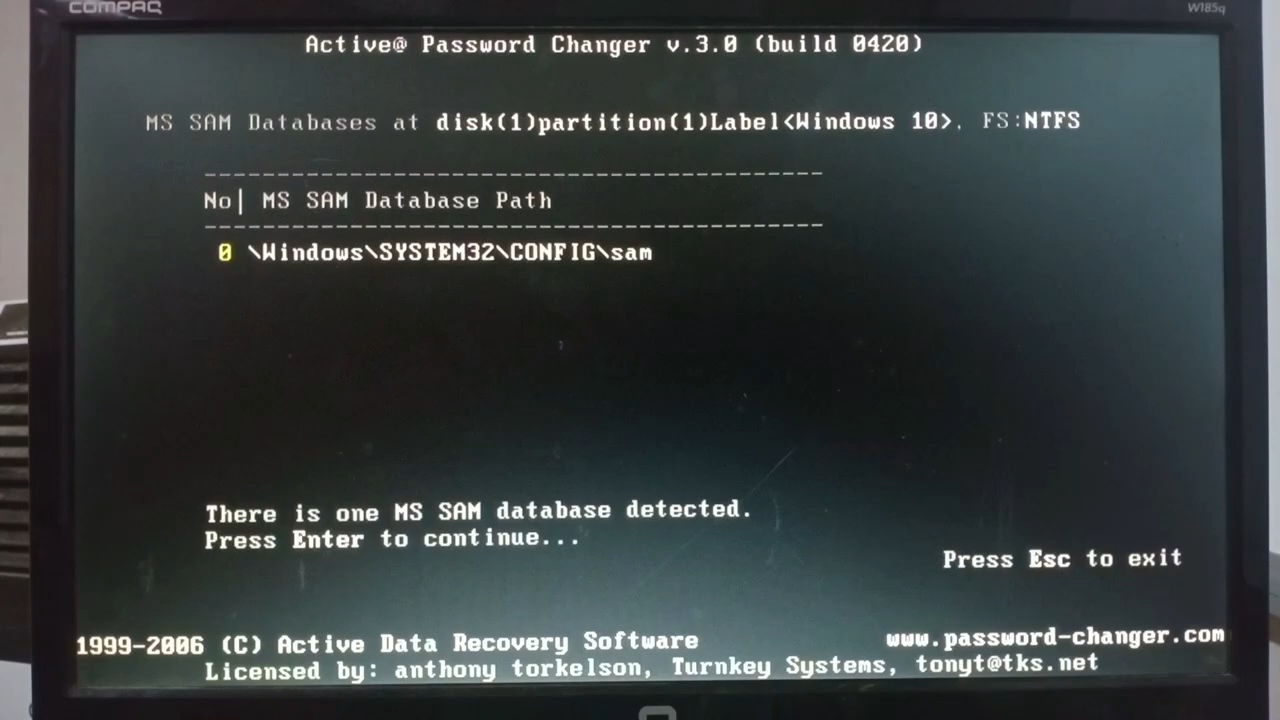 COMPAQ
W185q
Active@ Password Changer v.3.0 (build 0420)
MS SAM Databases at disk(1)partition(1)Label<Windows 10>, FS:NTFS
------------------------------------------
No| MS SAM Database Path
------------------------------------------
0 \Windows\SYSTEM32\CONFIG\sam
There is one MS SAM database detected.
Press Enter to continue...
Press Esc to exit
1999-2006 (C) Active Data Recovery Software
www.password-changer.com
Licensed by: anthony torkelson, Turnkey Systems, tonyt@tks.net